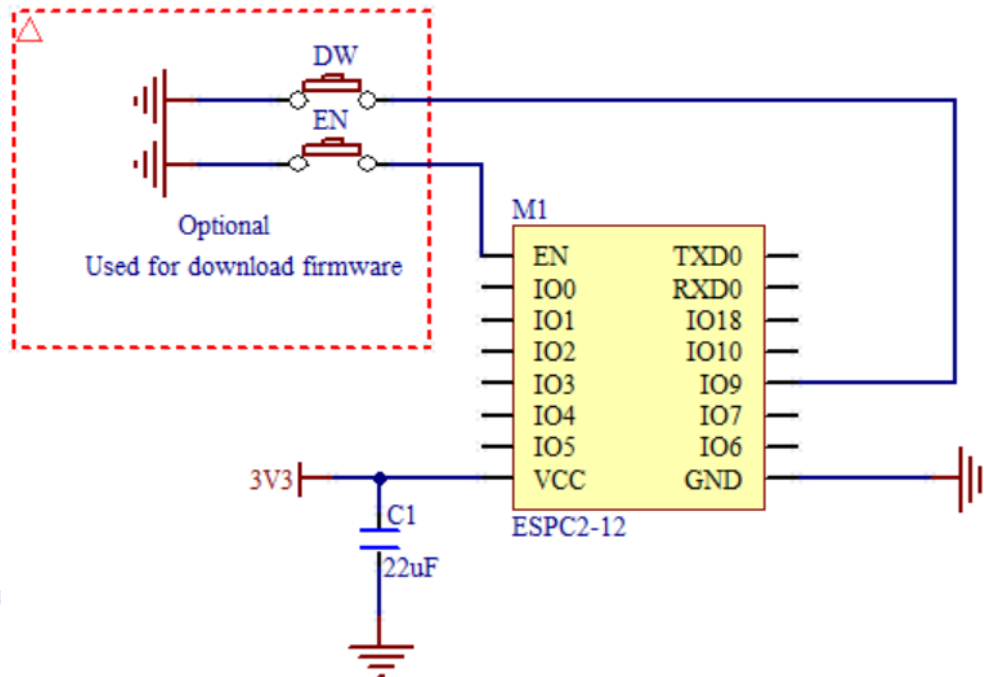 DW
EN
Optional
Used for download firmware
M1
EN TXD0
IO0 RXD0
IO1 IO18
IO2 IO10
IO3 IO9
IO4 IO7
IO5 IO6
3V3 VCC GND
C1
ESPC2-12
22uF